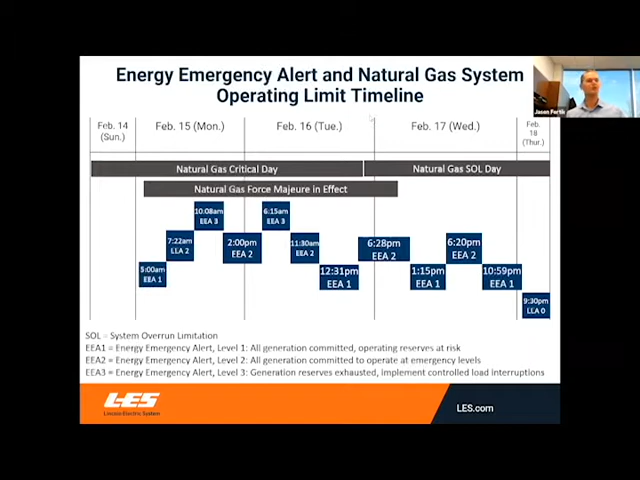 Energy Emergency Alert and Natural Gas System
Operating Limit Timeline
Jason Fortik
Feb. 14
(Sun.)
Feb. 15 (Mon.)
Feb. 16 (Tue.)
Feb. 17 (Wed.)
Feb.
18
(Thur.)
Natural Gas Critical Day
Natural Gas SOL Day
Natural Gas Force Majeure in Effect
5:00am
EEA 1
7:22am
EEA 2
10:08am
EEA 3
2:00pm
EEA 2
6:15am
EEA 3
11:30am
EEA 2
12:31pm
EEA 1
6:28pm
EEA 2
1:15pm
EEA 1
6:20pm
EEA 2
10:59pm
EEA 1
9:30pm
EEA 0
SOL = System Overrun Limitation
EEA1 = Energy Emergency Alert, Level 1: All generation committed, operating reserves at risk
EEA2 = Energy Emergency Alert, Level 2: All generation committed to operate at emergency levels
EEA3 = Energy Emergency Alert, Level 3: Generation reserves exhausted, implement controlled load interruptions
LES
Lincoln Electric System
LES.com